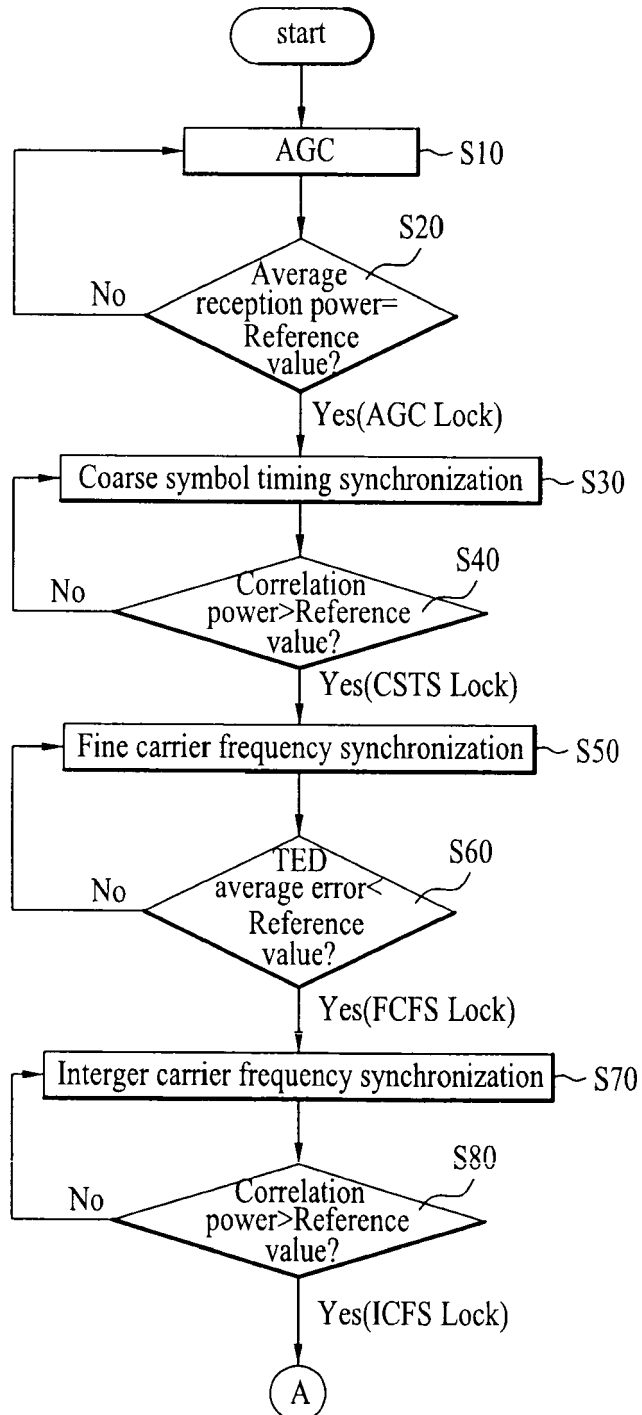 start
AGC
S10
S20
Average
reception power=
Reference
value?
No
Yes(AGC Lock)
Coarse symbol timing synchronization
S30
S40
Correlation
power>Reference
value?
No
Yes(CSTS Lock)
Fine carrier frequency synchronization
S50
S60
TED
average error<
Reference
value?
No
Yes(FCFS Lock)
Interger carrier frequency synchronization
S70
S80
Correlation
power>Reference
value?
No
Yes(ICFS Lock)
A